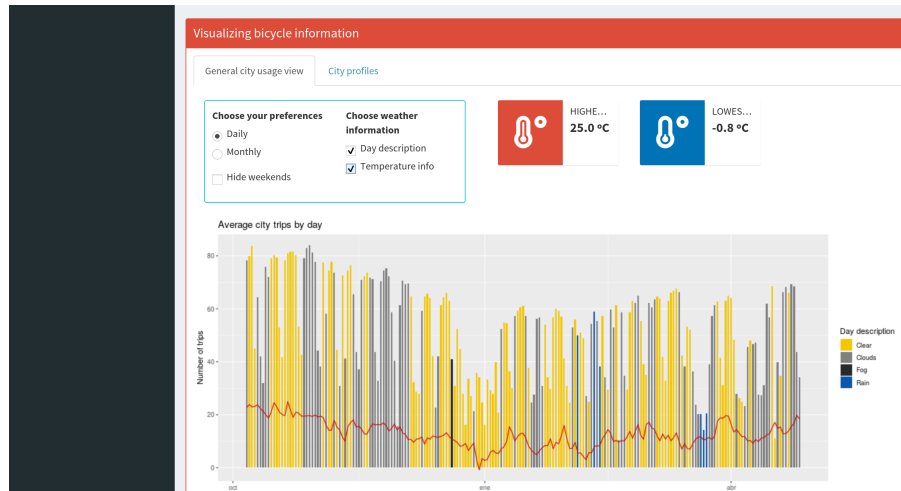 Visualizing bicycle information
General city usage view
City profiles
Choose your preferences
Daily
Monthly
Hide weekends
Choose weather
information
Day description
Temperature info
HIGHE...
25.0 ºC
LOWES...
-0.8 ºC
Average city trips by day
Number of trips
80
60
40
20
0
oct
ene
abr
Day description
Clear
Clouds
Fog
Rain